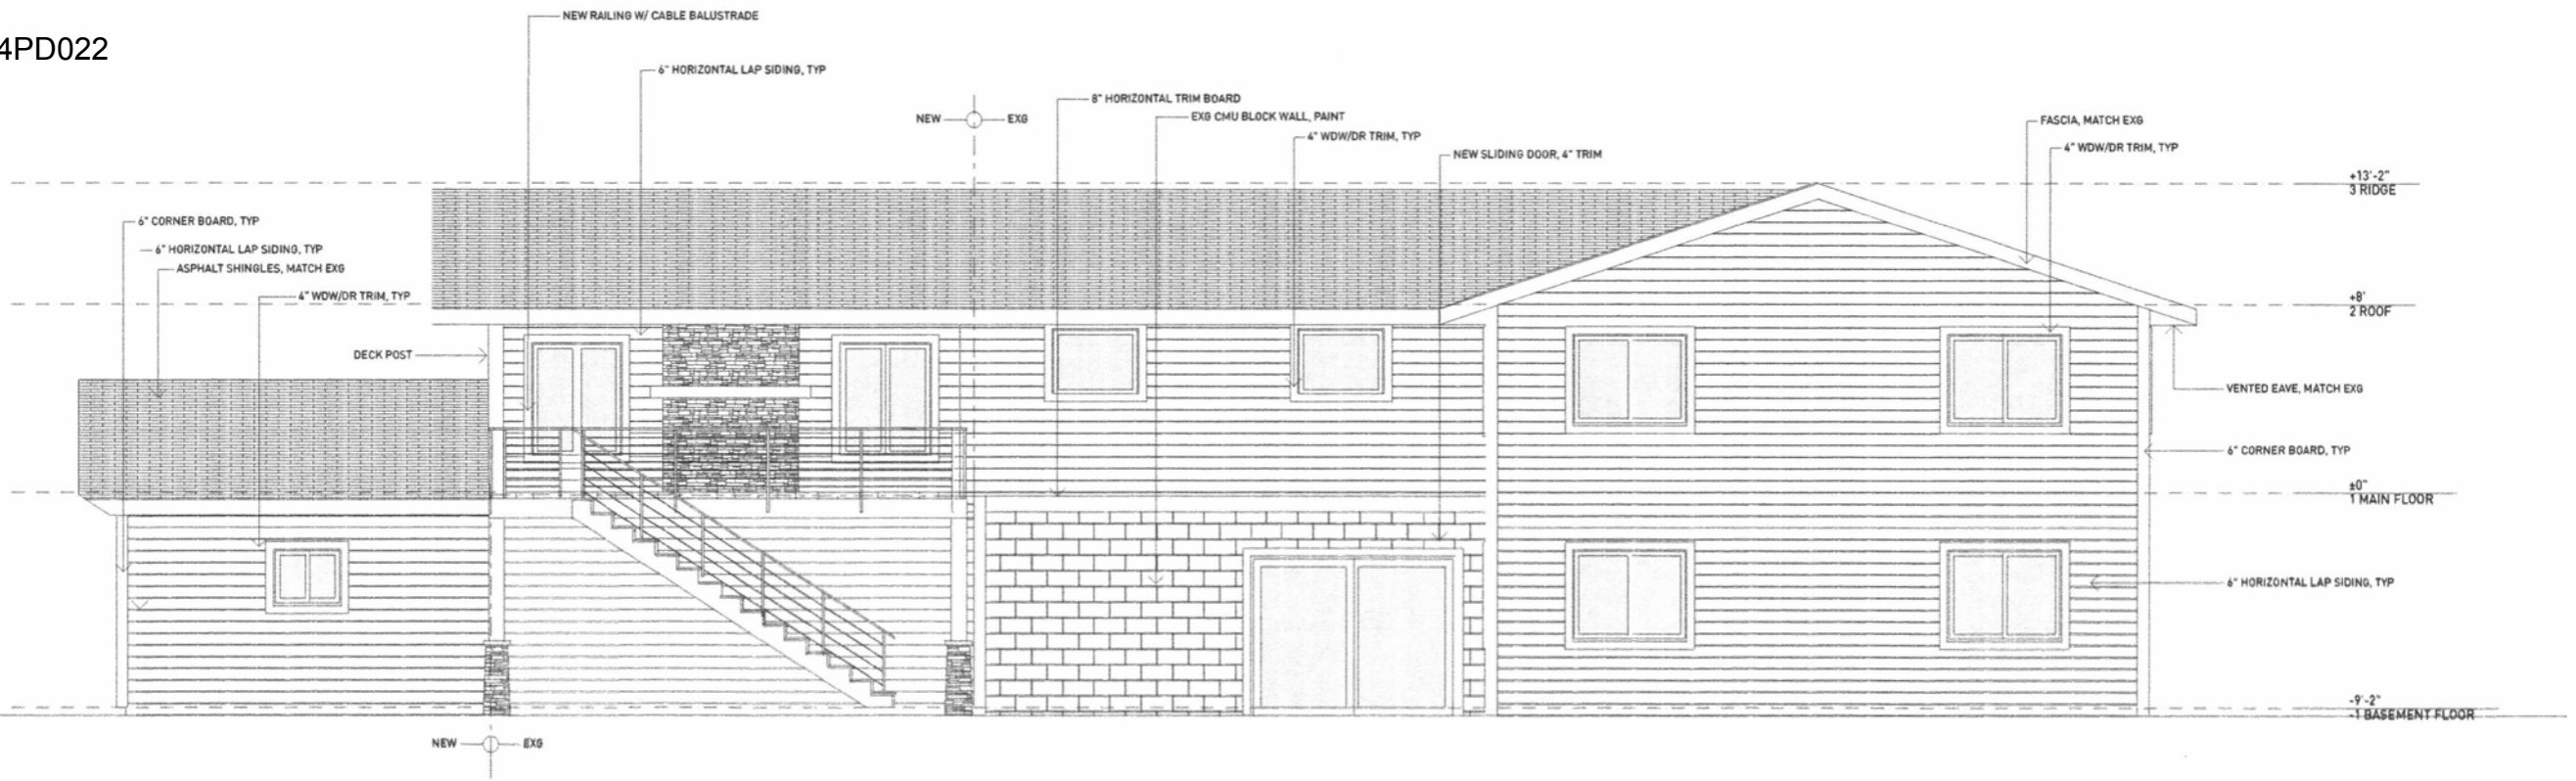 4PD022
NEW RAILING W/ CABLE BALUSTRADE
6" HORIZONTAL LAP SIDING, TYP
8" HORIZONTAL TRIM BOARD
NEW EXG
EXG CMU BLOCK WALL, PAINT
4" WDW/DR TRIM, TYP
NEW SLIDING DOOR, 4" TRIM
FASCIA, MATCH EXG
4" WDW/DR TRIM, TYP
+13'-2"
3 RIDGE
6" CORNER BOARD, TYP
6" HORIZONTAL LAP SIDING, TYP
ASPHALT SHINGLES, MATCH EXG
4" WDW/DR TRIM, TYP
+8'
2 ROOF
DECK POST
VENTED EAVE, MATCH EXG
6" CORNER BOARD, TYP
±0"
1 MAIN FLOOR
6" HORIZONTAL LAP SIDING, TYP
-9'-2"
-1 BASEMENT FLOOR
NEW EXG